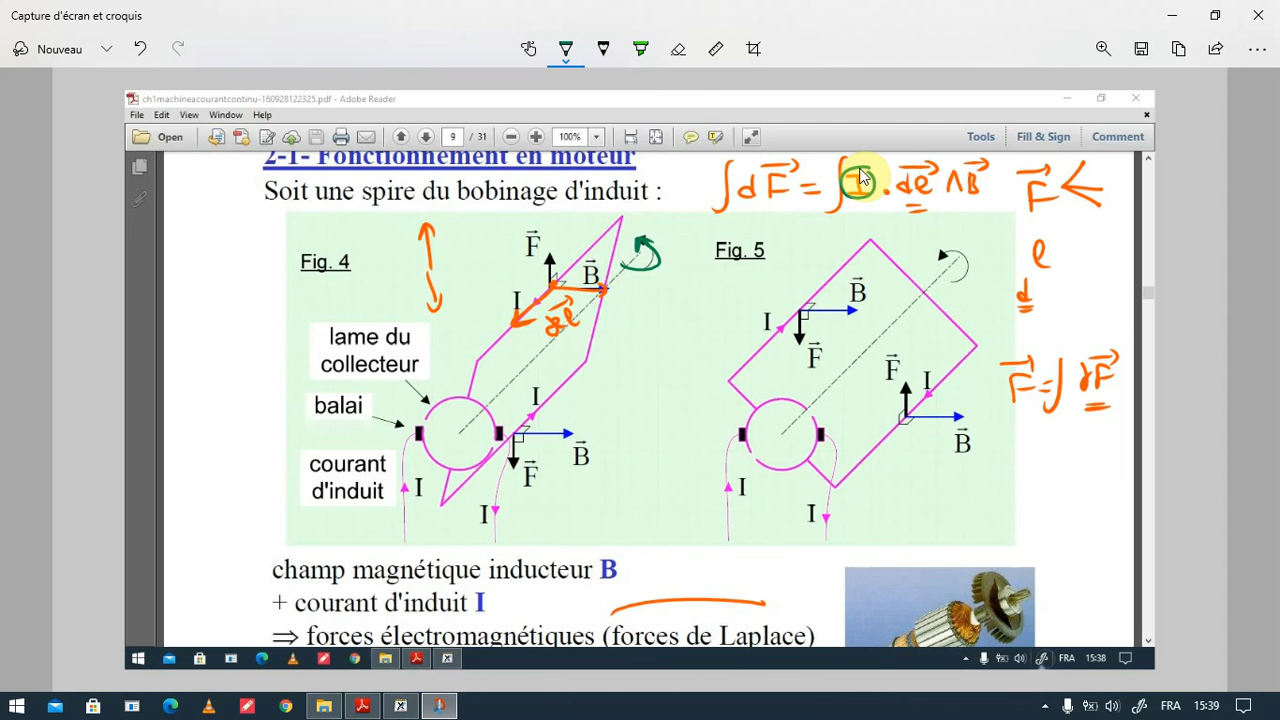 Capture d'écran et croquis
Nouveau
ch1machineacourantcontinu-160928122325.pdf - Adobe Reader
File Edit View Window Help
Open 9 / 31 100% Tools Fill & Sign Comment
2-1- Fonctionnement en moteur
Soit une spire du bobinage d'induit :
∫dF⃗ = ∫I.dℓ⃗ ∧ B⃗
F⃗
ℓ
d
F⃗ = ∫dF⃗
Fig. 4
F⃗
B⃗
I
dℓ⃗
lame du
collecteur
balai
courant
d'induit
I
I
I
B⃗
F⃗
Fig. 5
B⃗
I
F⃗
F⃗
I
B⃗
I
I
champ magnétique inducteur B
+ courant d'induit I
⇒ forces électromagnétiques (forces de Laplace)
FRA 15:38
FRA 15:39